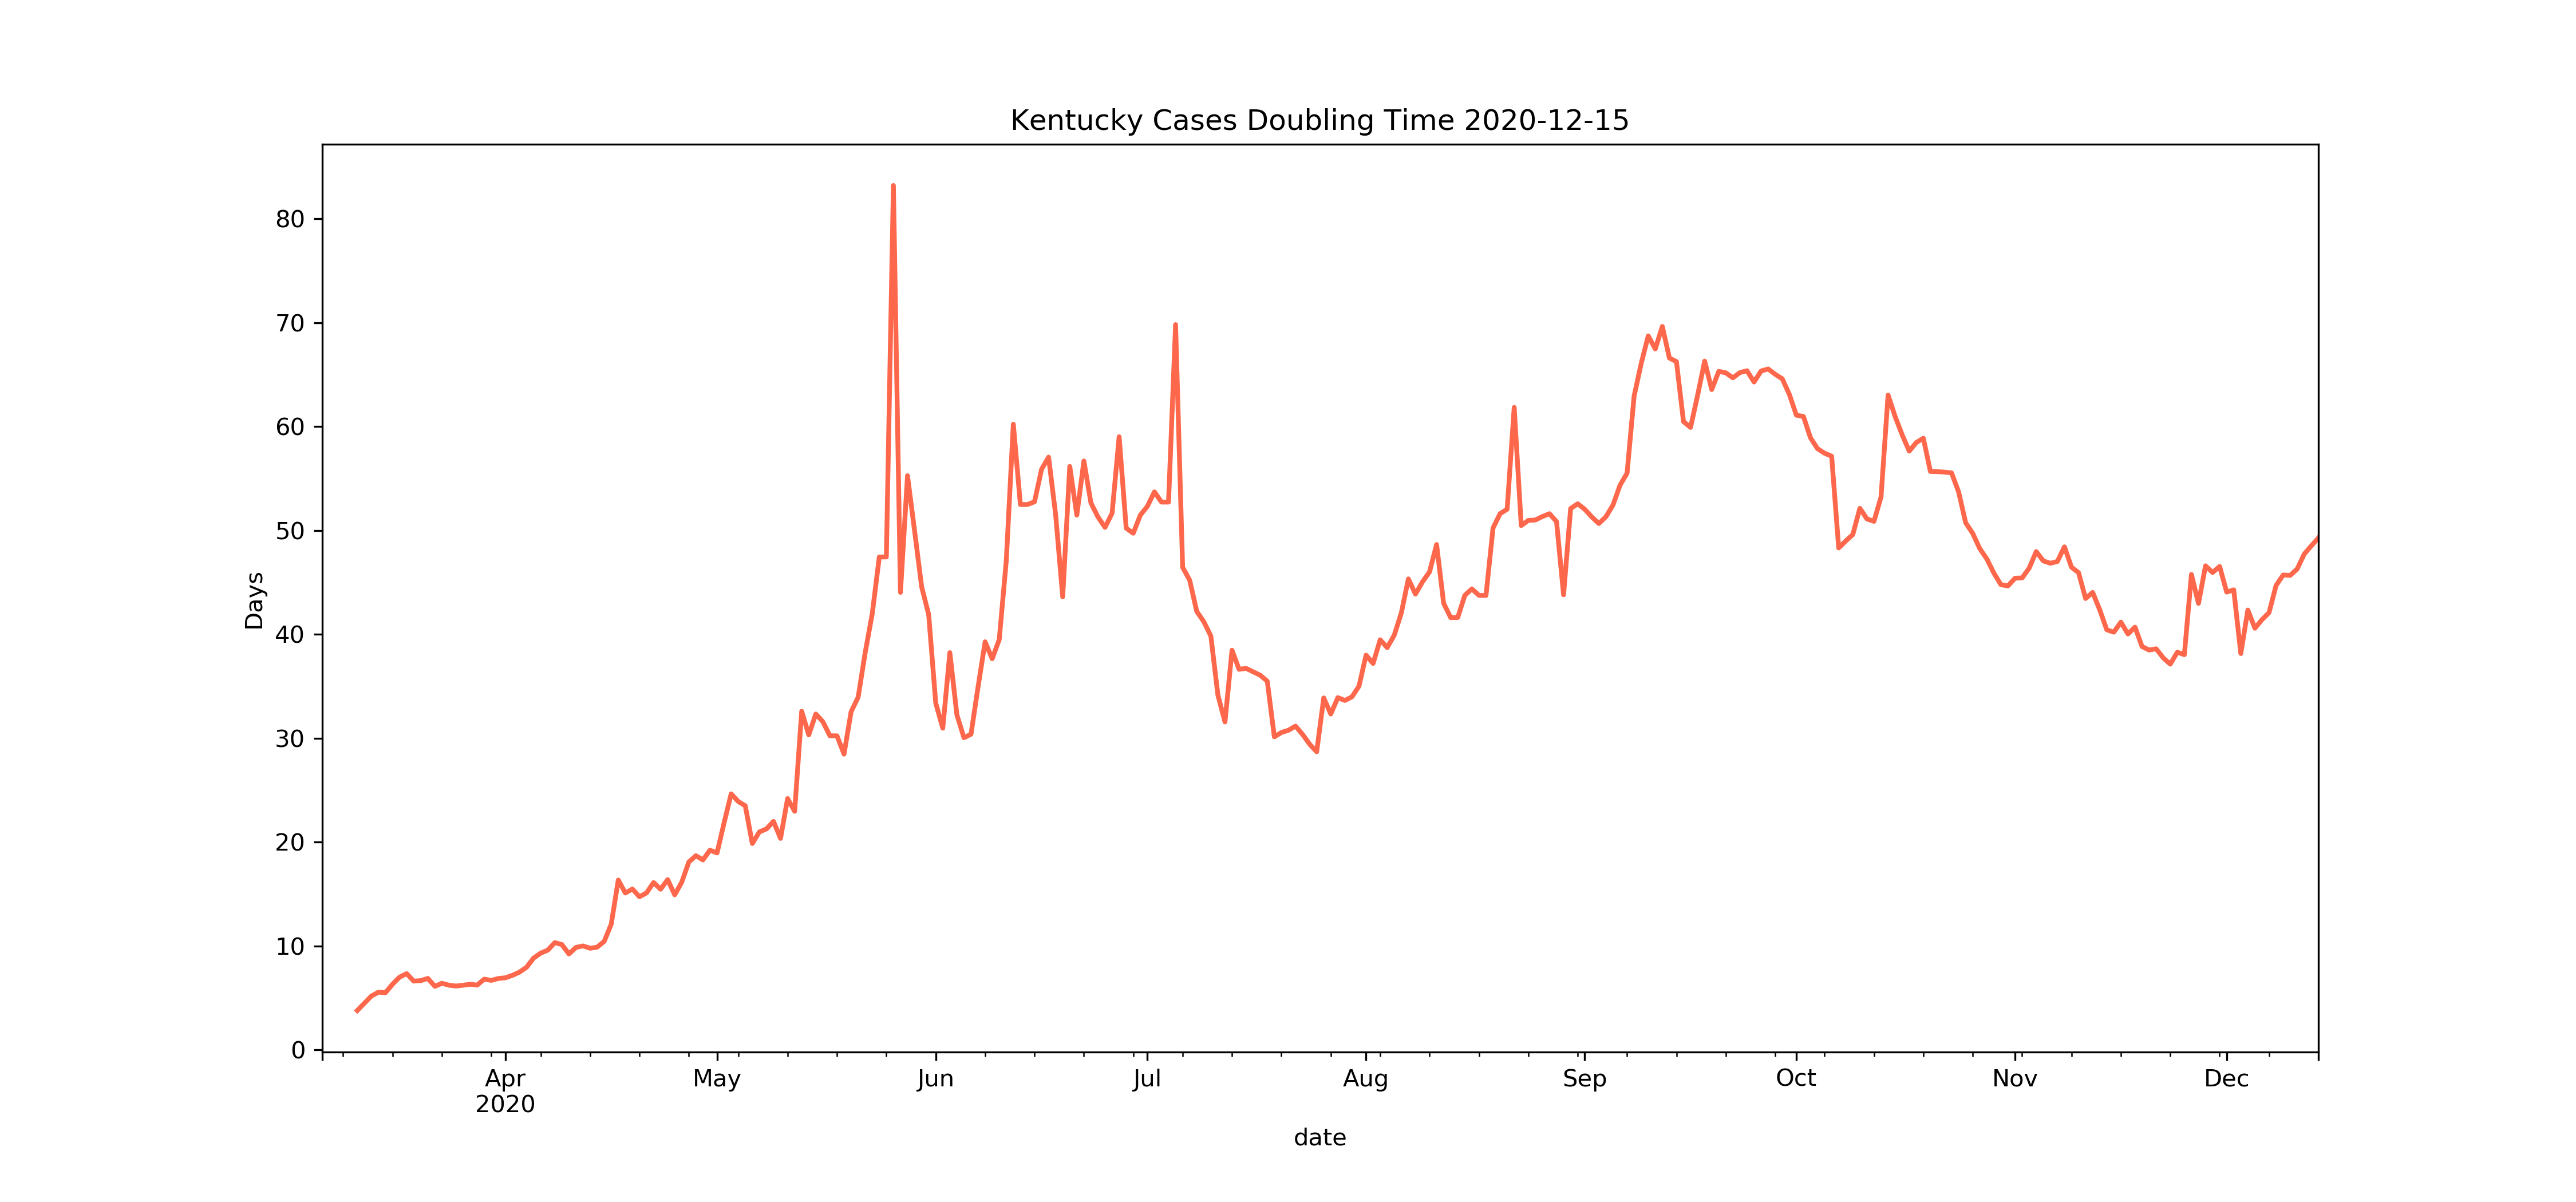 Kentucky Cases Doubling Time 2020-12-15
80
70
60
50
40
30
20
10
0
Days
Apr May Jun Jul Aug Sep Oct Nov Dec
2020
date